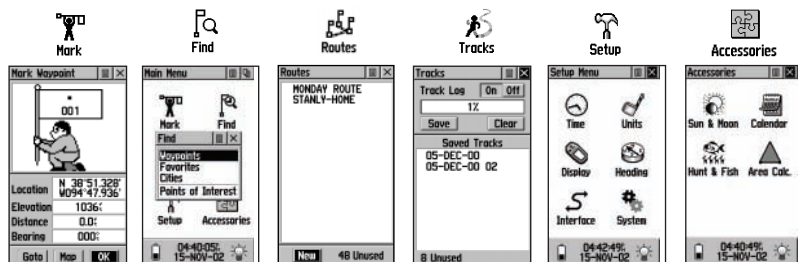 Mark
Find
Routes
Tracks
Setup
Accessories
Mark Waypoint
001
Location
N 38°51.328'
W094°47.936'
Elevation
1036
Distance
0.0
Bearing
000
Goto
Map
OK
Main Menu
Mark
Find
Find
Waypoints
Favorites
Cities
Points of Interest
Setup
Accessories
04:40:05
15-NOV-02
Routes
MONDAY ROUTE
STANLY-HOME
New
48 Unused
Tracks
Track Log
On
Off
1%
Save
Clear
Saved Tracks
05-DEC-00
05-DEC-00 02
8 Unused
Setup Menu
Time
Units
Display
Heading
Interface
System
04:42:49
15-NOV-02
Accessories
Sun & Moon
Calendar
Hunt & Fish
Area Calc.
04:40:49
15-NOV-02